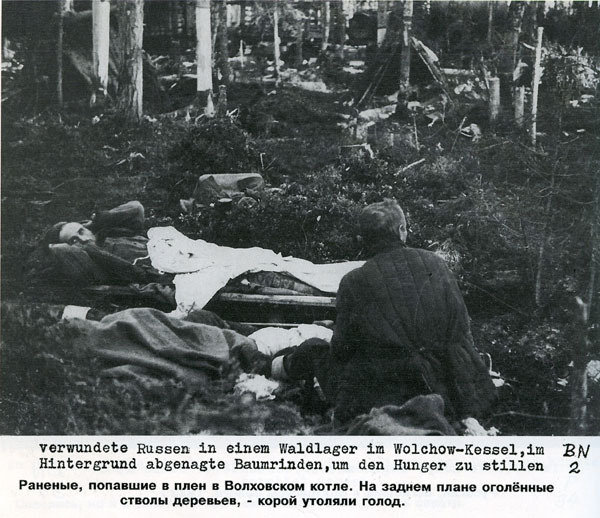 verwundete Russen in einem Waldlager im Wolchow-Kessel,im BN
Hintergrund abgenagte Baumrinden,um den Hunger zu stillen 2
Раненые, попавшие в плен в Волховском котле. На заднем плане оголённые
стволы деревьев, - корой утоляли голод.